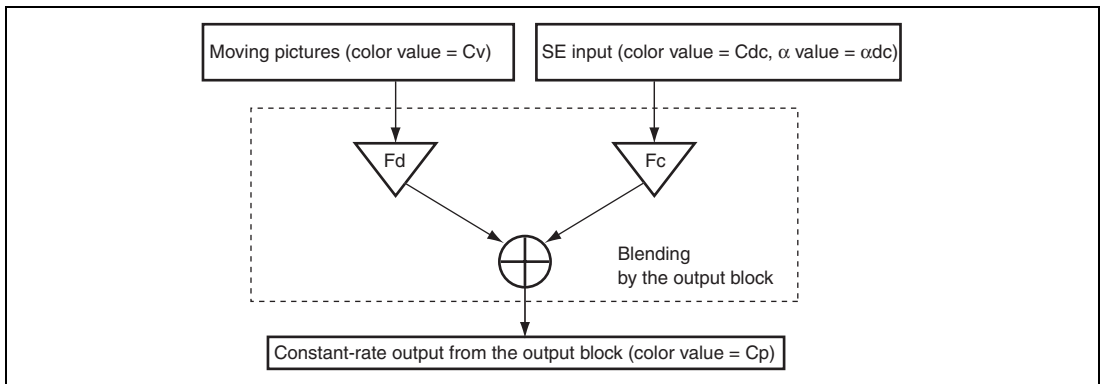 Moving pictures (color value = Cv)
SE input (color value = Cdc, α value = αdc)
Fd
Fc
Blending
by the output block
Constant-rate output from the output block (color value = Cp)